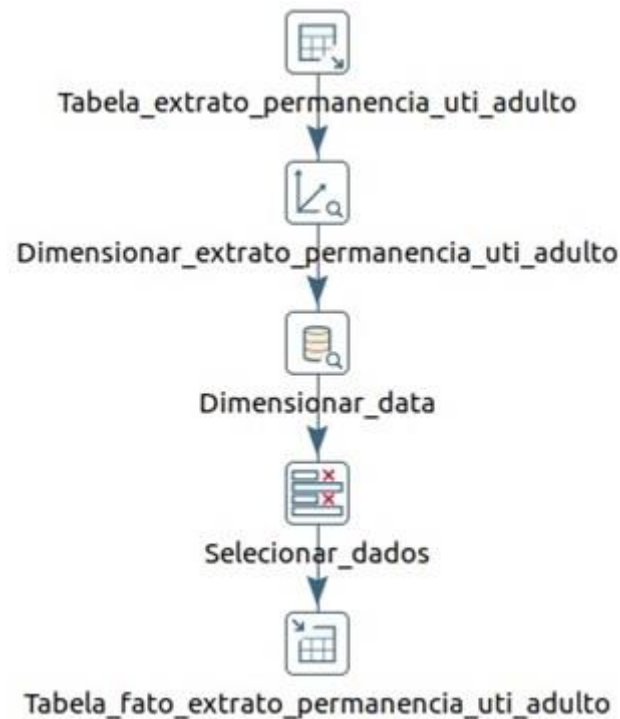 Tabela_extrato_permanencia_uti_adulto
Dimensionar_extrato_permanencia_uti_adulto
Dimensionar_data
Selecionar_dados
Tabela_fato_extrato_permanencia_uti_adulto